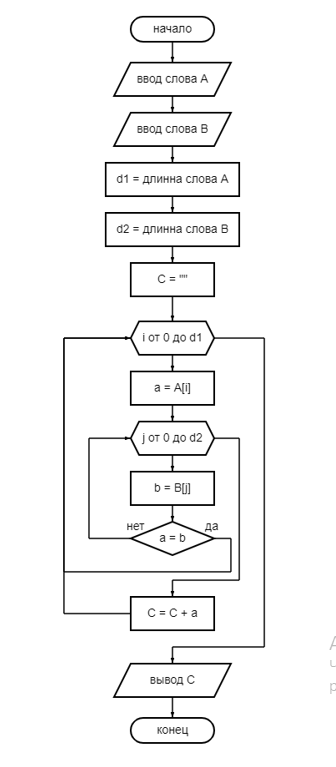 начало
ввод слова A
ввод слова B
d1 = длинна слова A
d2 = длинна слова B
C = ""
i от 0 до d1
a = A[i]
j от 0 до d2
b = B[j]
нет
да
a = b
C = C + a
вывод C
конец